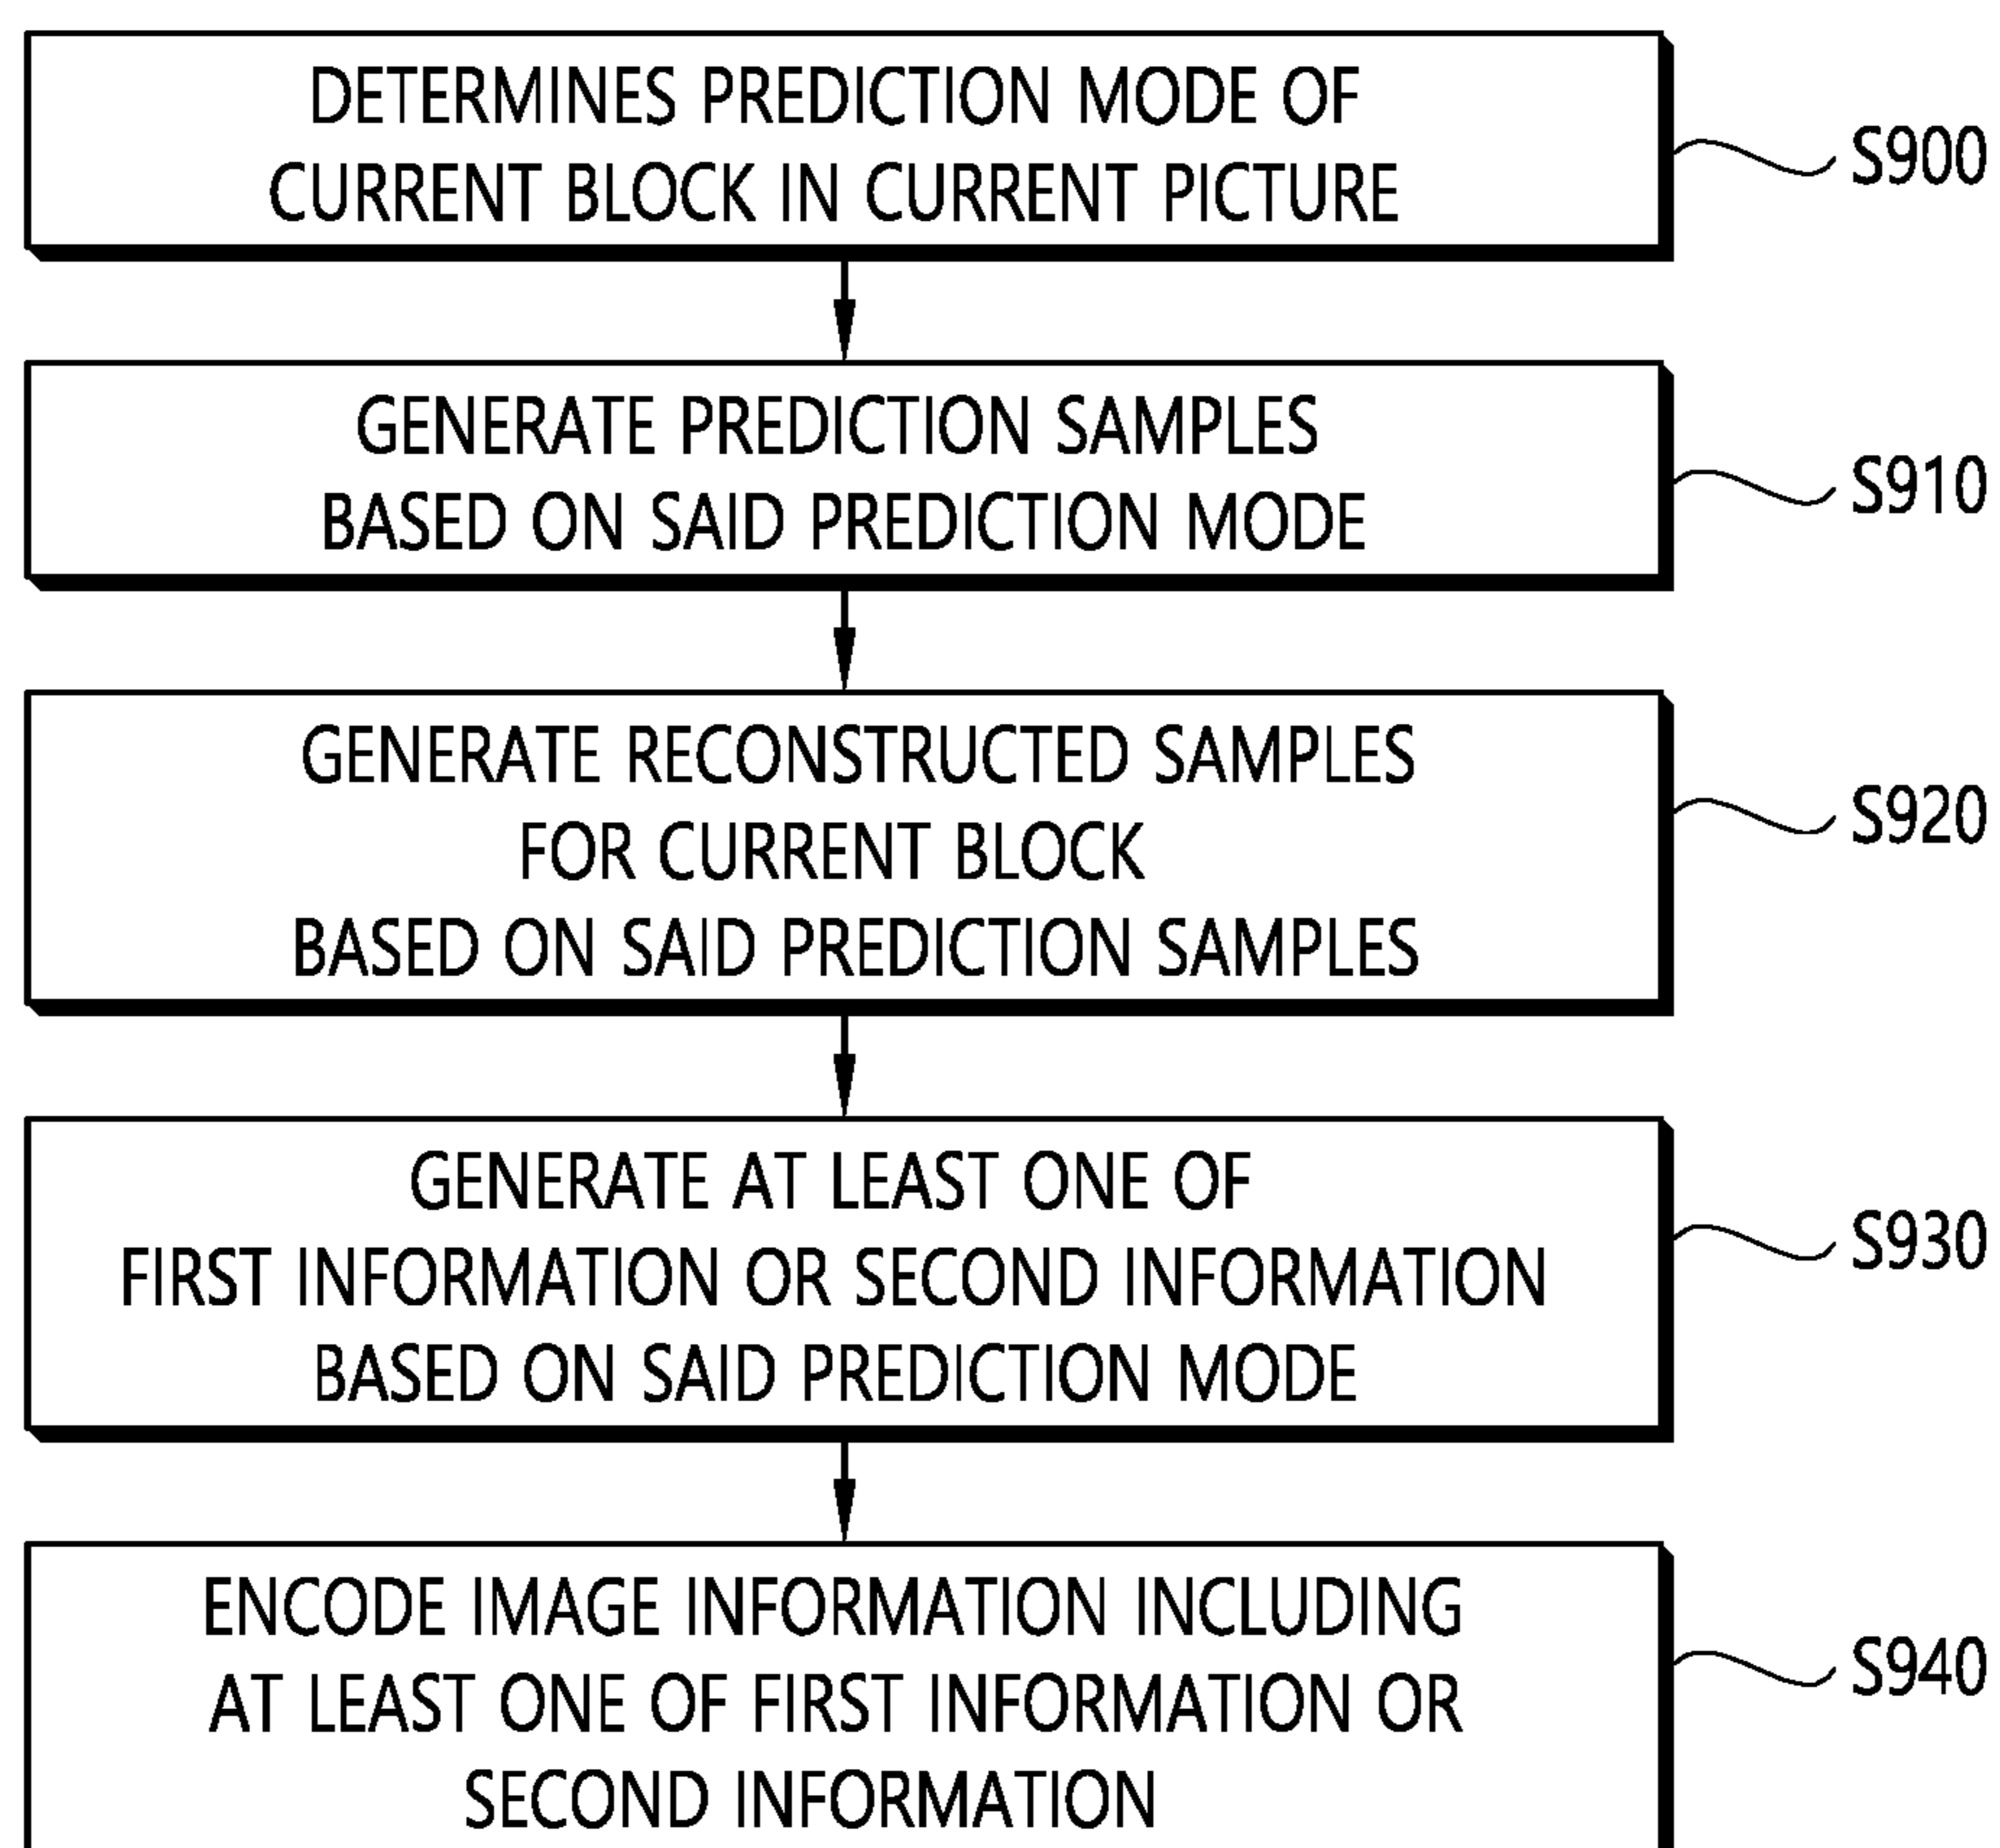 DETERMINES PREDICTION MODE OF
CURRENT BLOCK IN CURRENT PICTURE
S900
GENERATE PREDICTION SAMPLES
BASED ON SAID PREDICTION MODE
S910
GENERATE RECONSTRUCTED SAMPLES
FOR CURRENT BLOCK
BASED ON SAID PREDICTION SAMPLES
S920
GENERATE AT LEAST ONE OF
FIRST INFORMATION OR SECOND INFORMATION
BASED ON SAID PREDICTION MODE
S930
ENCODE IMAGE INFORMATION INCLUDING
AT LEAST ONE OF FIRST INFORMATION OR
SECOND INFORMATION
S940